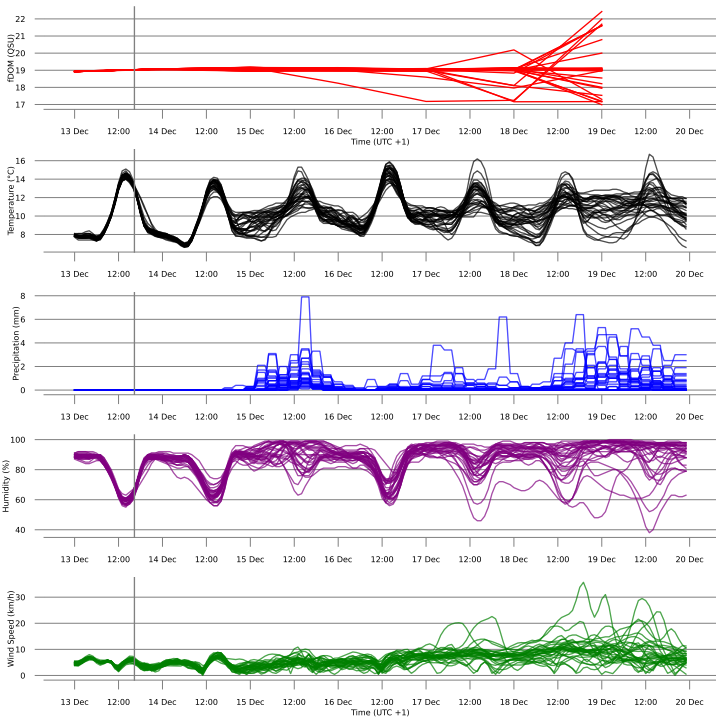 22
21
20
19
18
17
fDOM (QSU)
13 Dec 12:00 14 Dec 12:00 15 Dec 12:00 16 Dec 12:00 17 Dec 12:00 18 Dec 12:00 19 Dec 12:00 20 Dec
Time (UTC +1)
16
14
12
10
8
Temperature (°C)
13 Dec 12:00 14 Dec 12:00 15 Dec 12:00 16 Dec 12:00 17 Dec 12:00 18 Dec 12:00 19 Dec 12:00 20 Dec
8
6
4
2
0
Precipitation (mm)
13 Dec 12:00 14 Dec 12:00 15 Dec 12:00 16 Dec 12:00 17 Dec 12:00 18 Dec 12:00 19 Dec 12:00 20 Dec
100
80
60
40
Humidity (%)
13 Dec 12:00 14 Dec 12:00 15 Dec 12:00 16 Dec 12:00 17 Dec 12:00 18 Dec 12:00 19 Dec 12:00 20 Dec
30
20
10
0
Wind Speed (km/h)
13 Dec 12:00 14 Dec 12:00 15 Dec 12:00 16 Dec 12:00 17 Dec 12:00 18 Dec 12:00 19 Dec 12:00 20 Dec
Time (UTC +1)